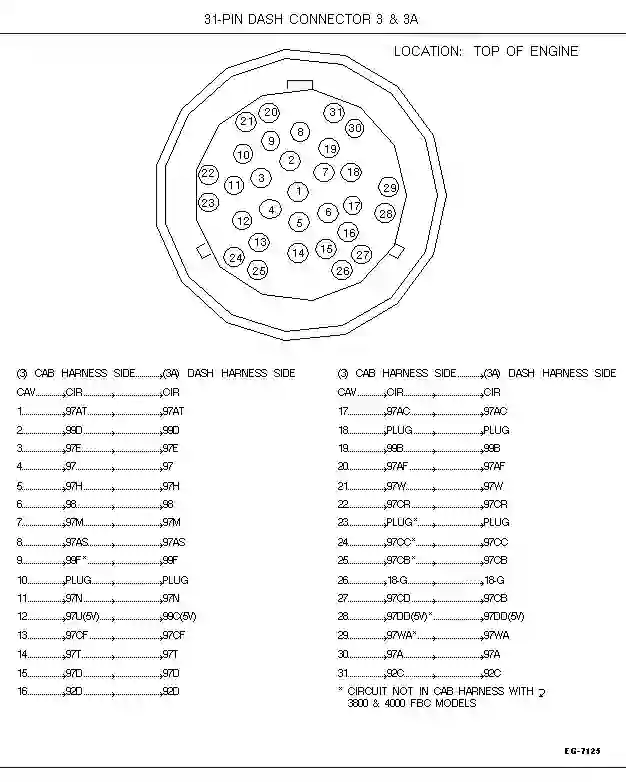 31-PIN DASH CONNECTOR 3 & 3A
LOCATION: TOP OF ENGINE
20 31
21 30
8
9
19
10
2
7 18
22
3
11
29
1
23
17
4
6 28
12
5
16
13
15
14 27
24
25 26
(3) CAB HARNESS SIDE..........(3A) DASH HARNESS SIDE
CAV..........CIR....................CIR
1..........97AT....................97AT
2..........99D....................99D
3..........97E....................97E
4..........97....................97
5..........97H....................97H
6..........98....................98
7..........97M....................97M
8..........97AS....................97AS
9..........99F*....................99F
10..........PLUG....................PLUG
11..........97N....................97N
12..........97U(5V)....................99C(5V)
13..........97CF....................97CF
14..........97T....................97T
15..........97D....................97D
16..........92D....................92D
(3) CAB HARNESS SIDE..........(3A) DASH HARNESS SIDE
CAV..........CIR....................CIR
17..........97AC....................97AC
18..........PLUG....................PLUG
19..........99B....................99B
20..........97AF....................97AF
21..........97W....................97W
22..........97CR....................97CR
23..........PLUG*....................PLUG
24..........97CC*....................97CC
25..........97CB*....................97CB
26..........18-G....................18-G
27..........97CD....................97CB
28..........97DD(5V)*....................97DD(5V)
29..........97WA*....................97WA
30..........97A....................97A
31..........92C....................92C
* CIRCUIT NOT IN CAB HARNESS WITH
3800 & 4000 FBC MODELS
EG-7125